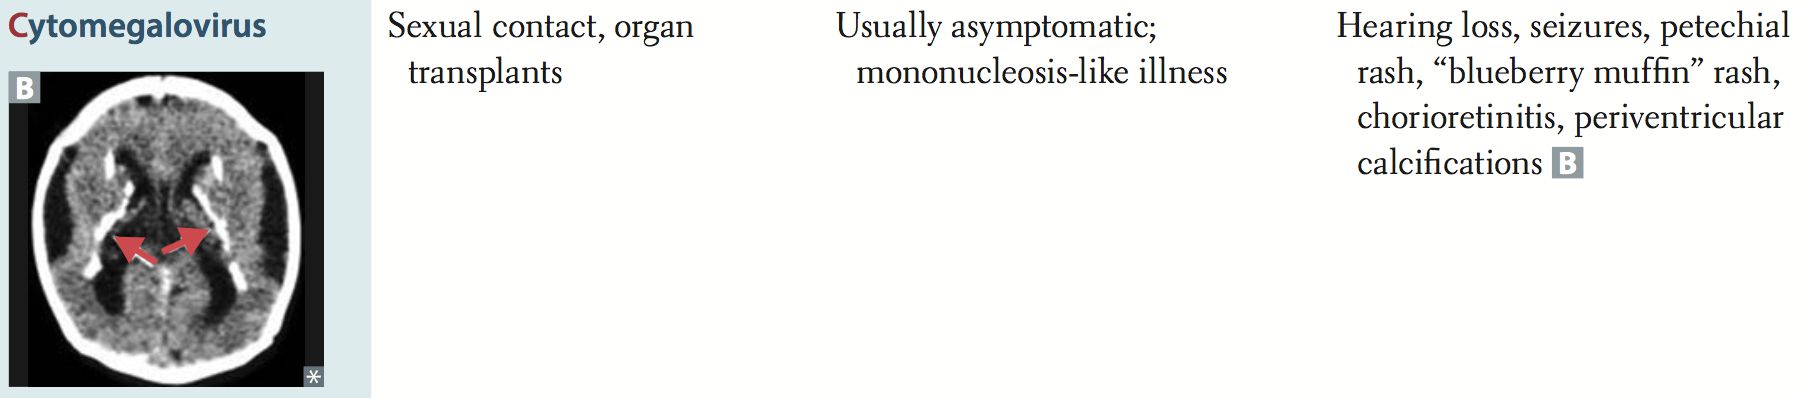 Cytomegalovirus
B
*
Sexual contact, organ
transplants
Usually asymptomatic;
mononucleosis-like illness
Hearing loss, seizures, petechial
rash, “blueberry muffin” rash,
chorioretinitis, periventricular
calcifications B